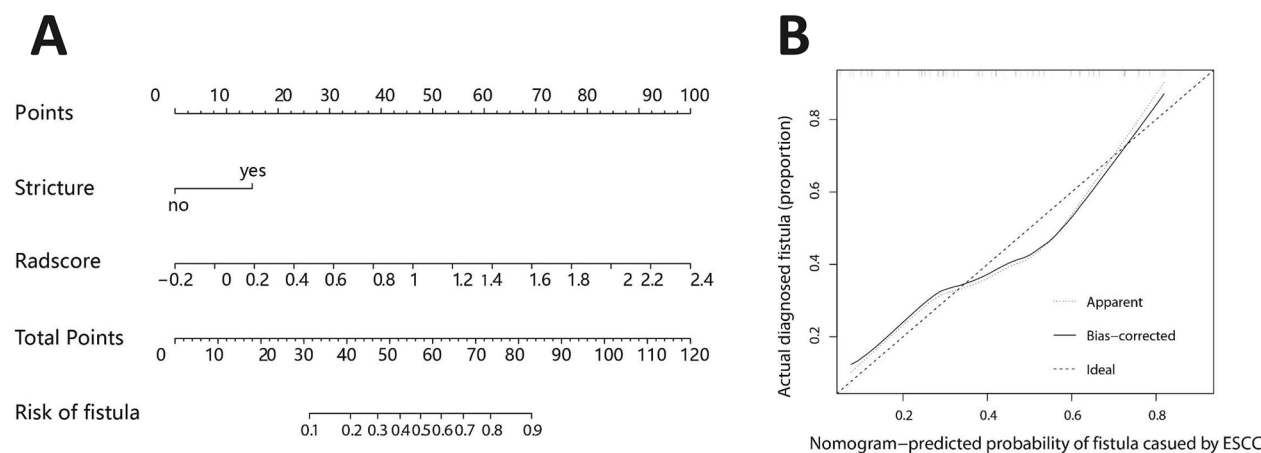 A
0 10 20 30 40 50 60 70 80 90 100
Points
yes
Stricture
no
Radscore
−0.2 0 0.2 0.4 0.6 0.8 1 1.2 1.4 1.6 1.8 2 2.2 2.4
Total Points
0 10 20 30 40 50 60 70 80 90 100 110 120
Risk of fistula
0.1 0.2 0.3 0.4 0.5 0.6 0.7 0.8 0.9
B
Actual diagnosed fistula (proportion)
0.8
0.6
0.4
0.2
Apparent
Bias−corrected
Ideal
0.2 0.4 0.6 0.8
Nomogram−predicted probability of fistula casued by ESCC